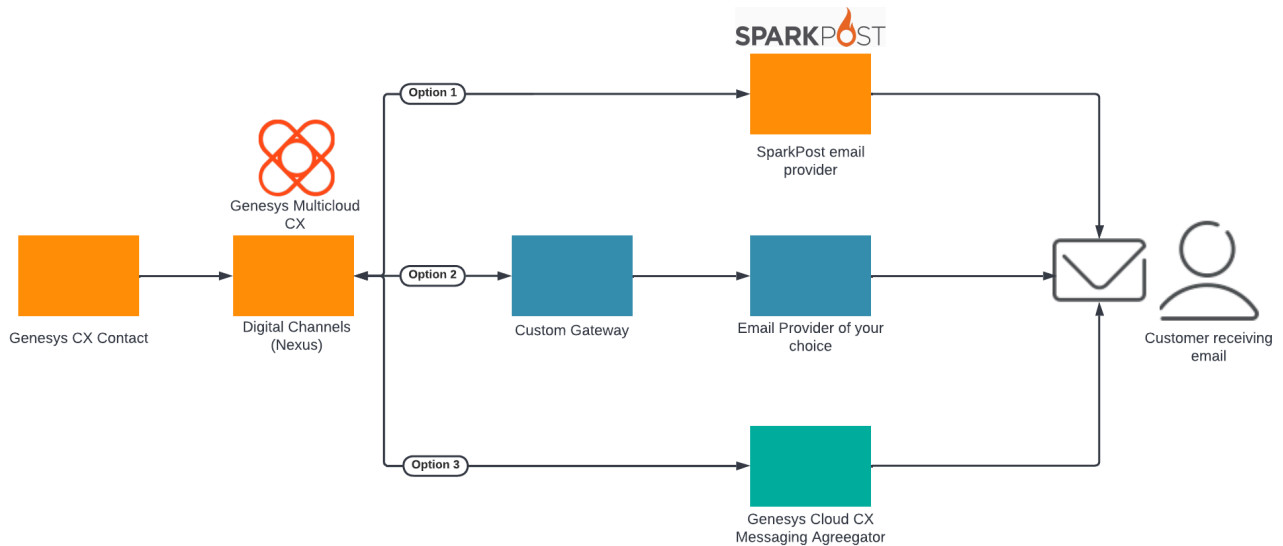 SPARKPOST
Option 1
SparkPost email
provider
Genesys Multicloud
CX
Genesys CX Contact
Digital Channels
(Nexus)
Option 2
Custom Gateway
Email Provider of your
choice
Customer receiving
email
Option 3
Genesys Cloud CX
Messaging Agreegator